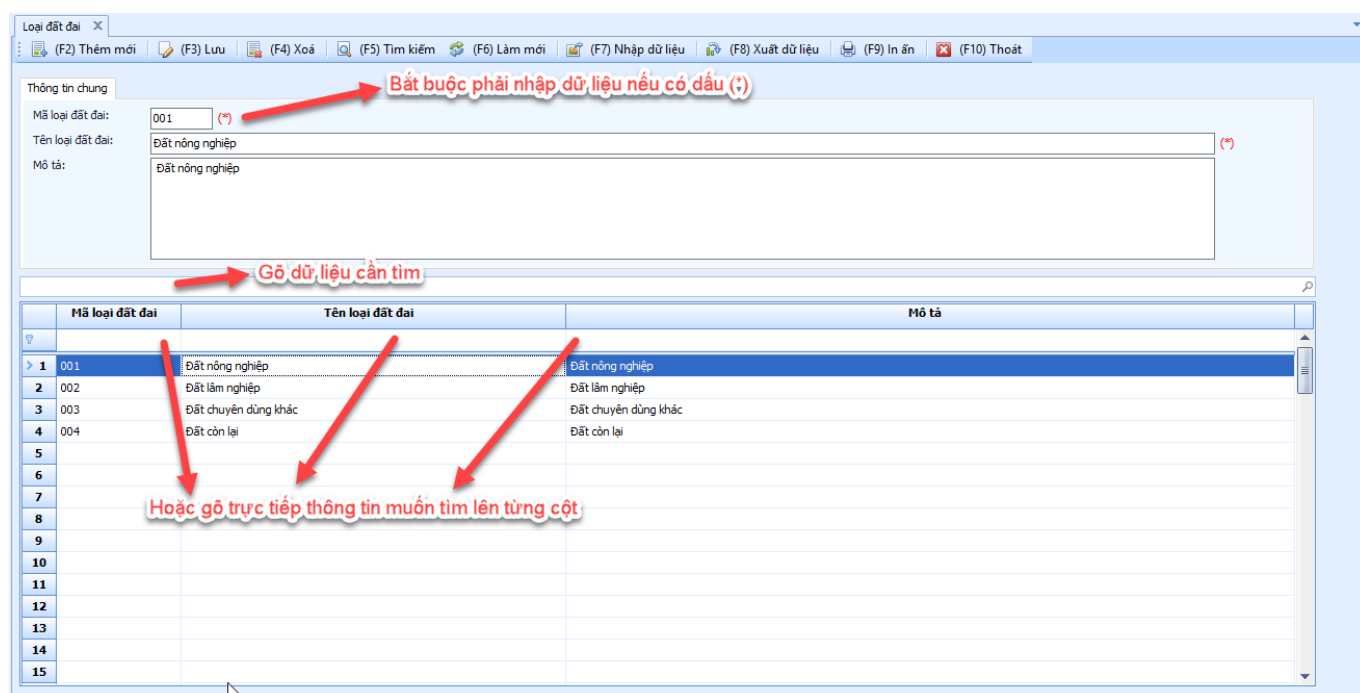 Loại đất đai X
(F2) Thêm mới (F3) Lưu (F4) Xoá (F5) Tìm kiếm (F6) Làm mới (F7) Nhập dữ liệu (F8) Xuất dữ liệu (F9) In ấn (F10) Thoát
Thông tin chung
Bắt buộc phải nhập dữ liệu nếu có dấu (*)
Mã loại đất đai: 001 (*)
Tên loại đất đai: Đất nông nghiệp (*)
Mô tả: Đất nông nghiệp
Gõ dữ liệu cần tìm
Mã loại đất đai Tên loại đất đai Mô tả
1 001 Đất nông nghiệp Đất nông nghiệp
2 002 Đất lâm nghiệp Đất lâm nghiệp
3 003 Đất chuyên dùng khác Đất chuyên dùng khác
4 004 Đất còn lại Đất còn lại
5
6
7
Hoặc gõ trực tiếp thông tin muốn tìm lên từng cột
8
9
10
11
12
13
14
15